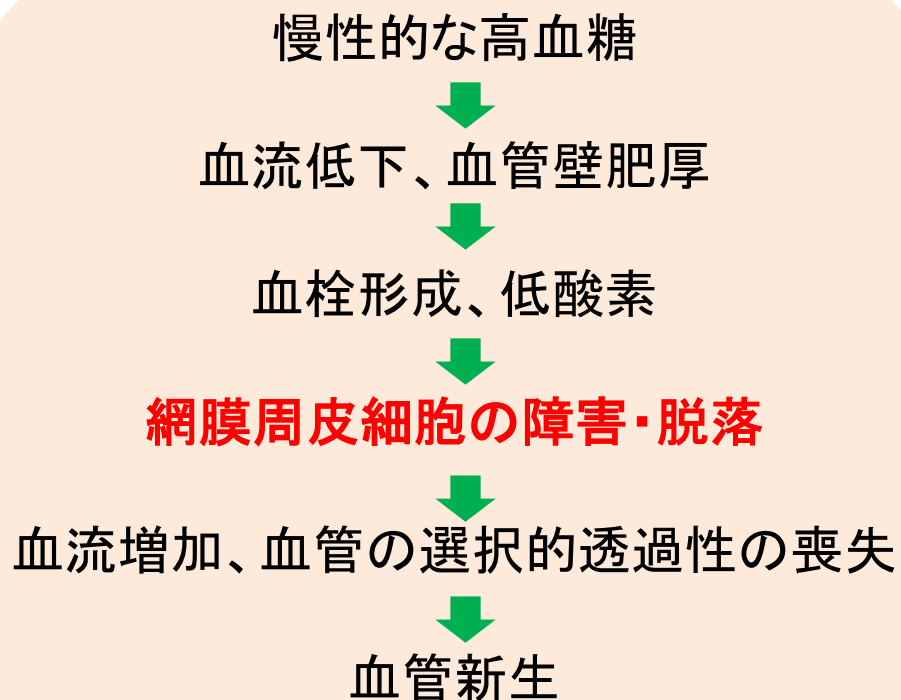 慢性的な高血糖
血流低下、血管壁肥厚
血栓形成、低酸素
網膜周皮細胞の障害・脱落
血流増加、血管の選択的透過性の喪失
血管新生